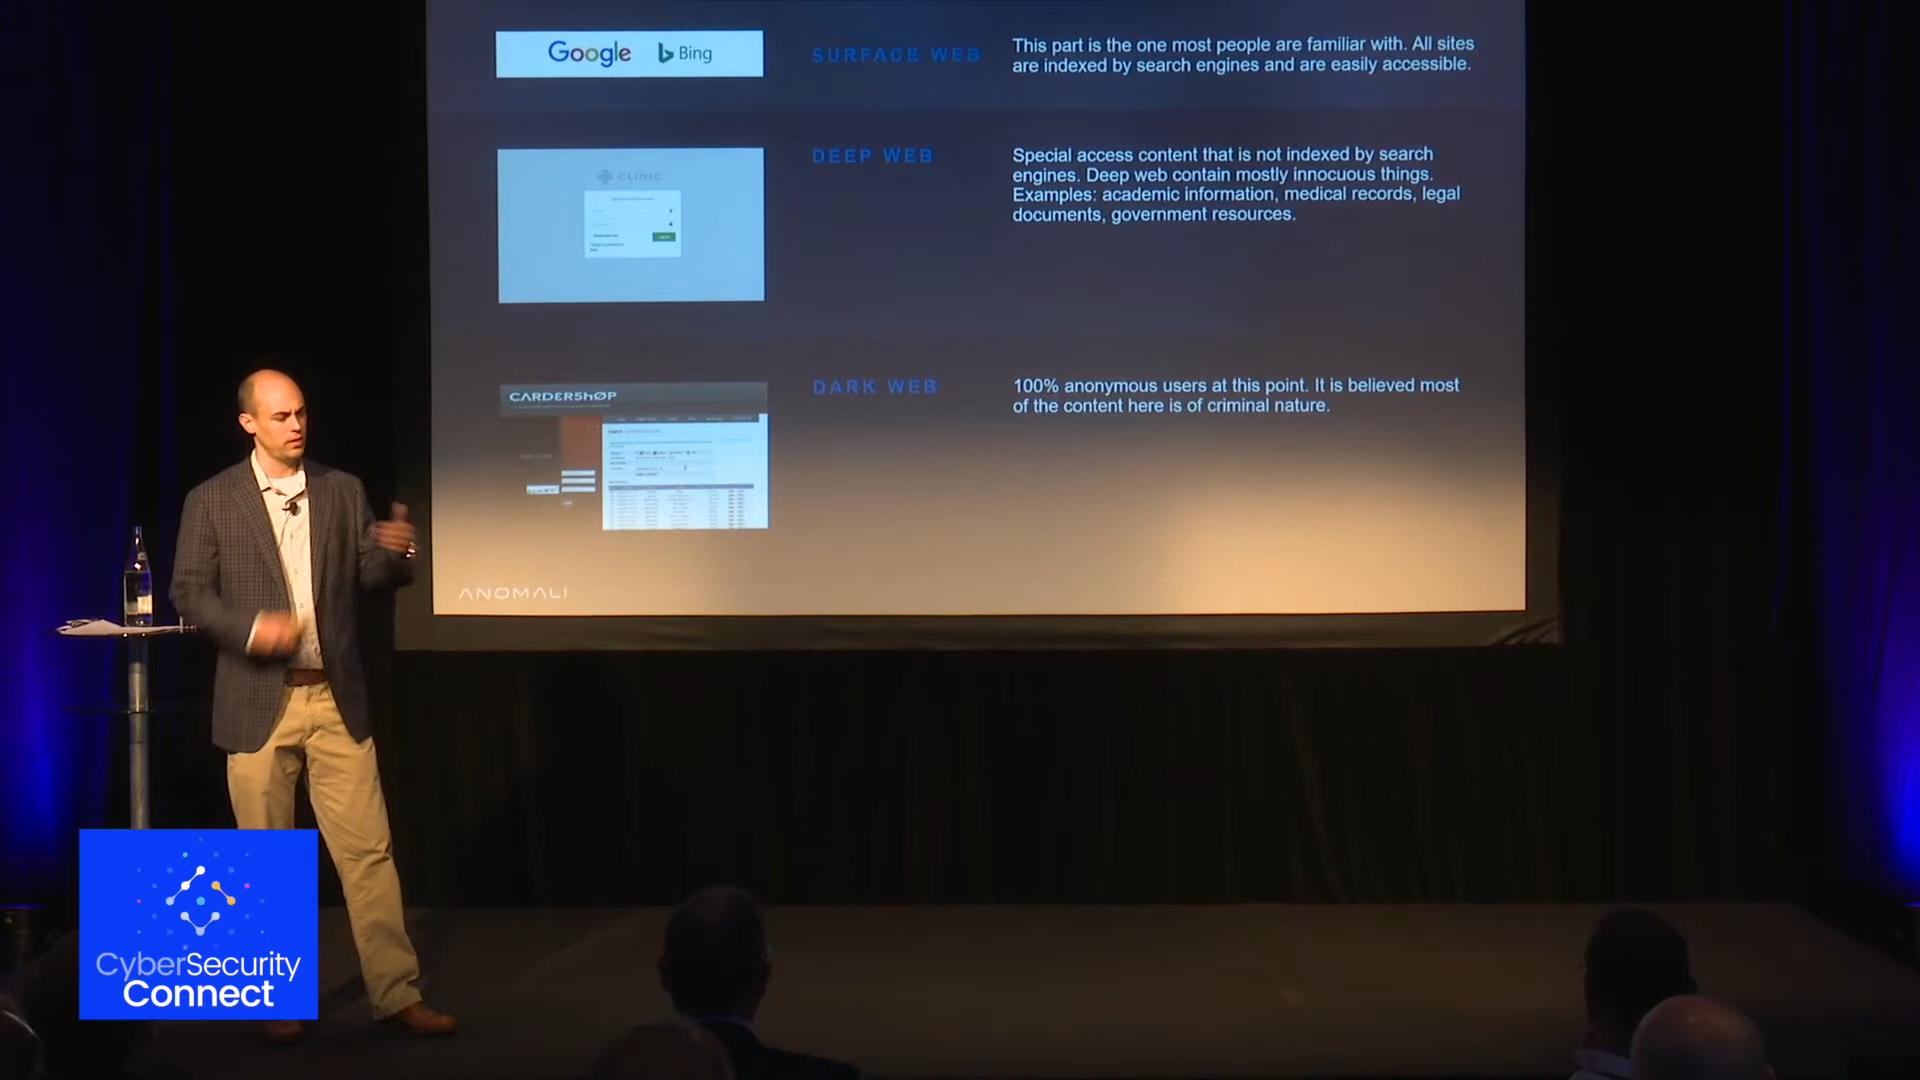 Google
Bing
SURFACE WEB
This part is the one most people are familiar with. All sites
are indexed by search engines and are easily accessible.
CLINIC
DEEP WEB
Special access content that is not indexed by search
engines. Deep web contain mostly innocuous things.
Examples: academic information, medical records, legal
documents, government resources.
CARDERShØP
DARK WEB
100% anonymous users at this point. It is believed most
of the content here is of criminal nature.
ANOMALI
CyberSecurity
Connect